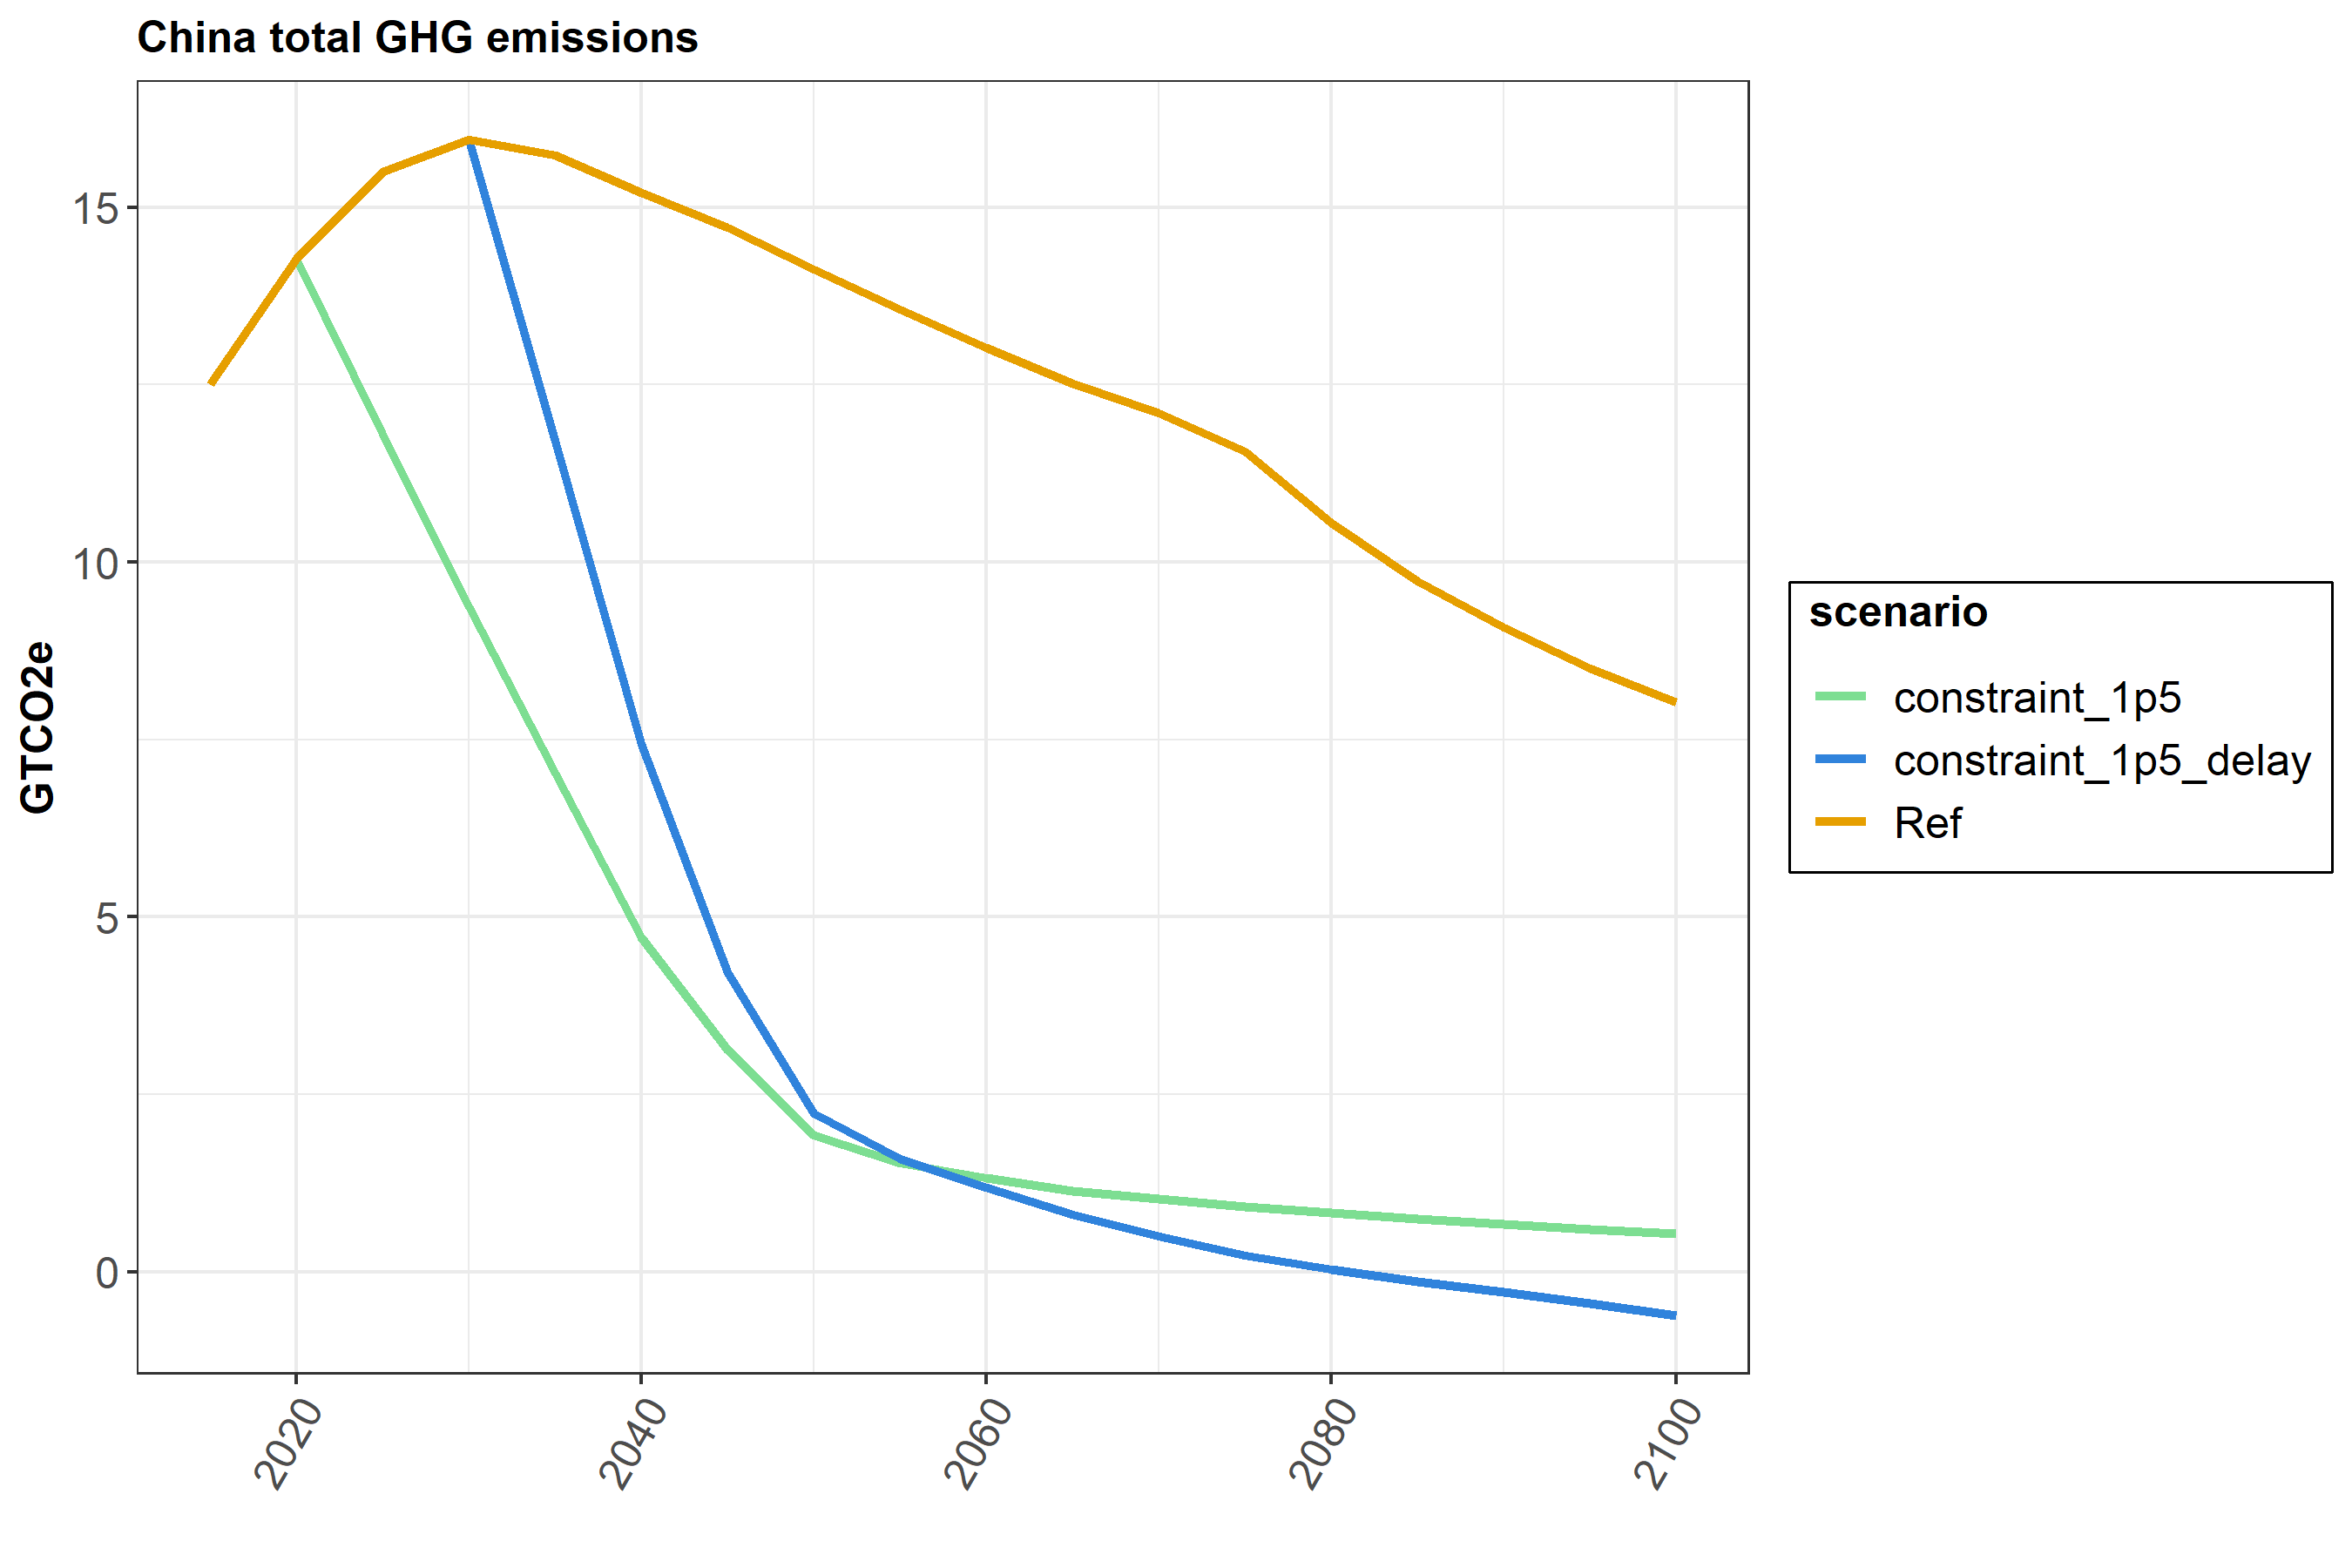 China total GHG emissions
GTCO2e
15
10
5
0
2020
2040
2060
2080
2100
scenario
constraint_1p5
constraint_1p5_delay
Ref